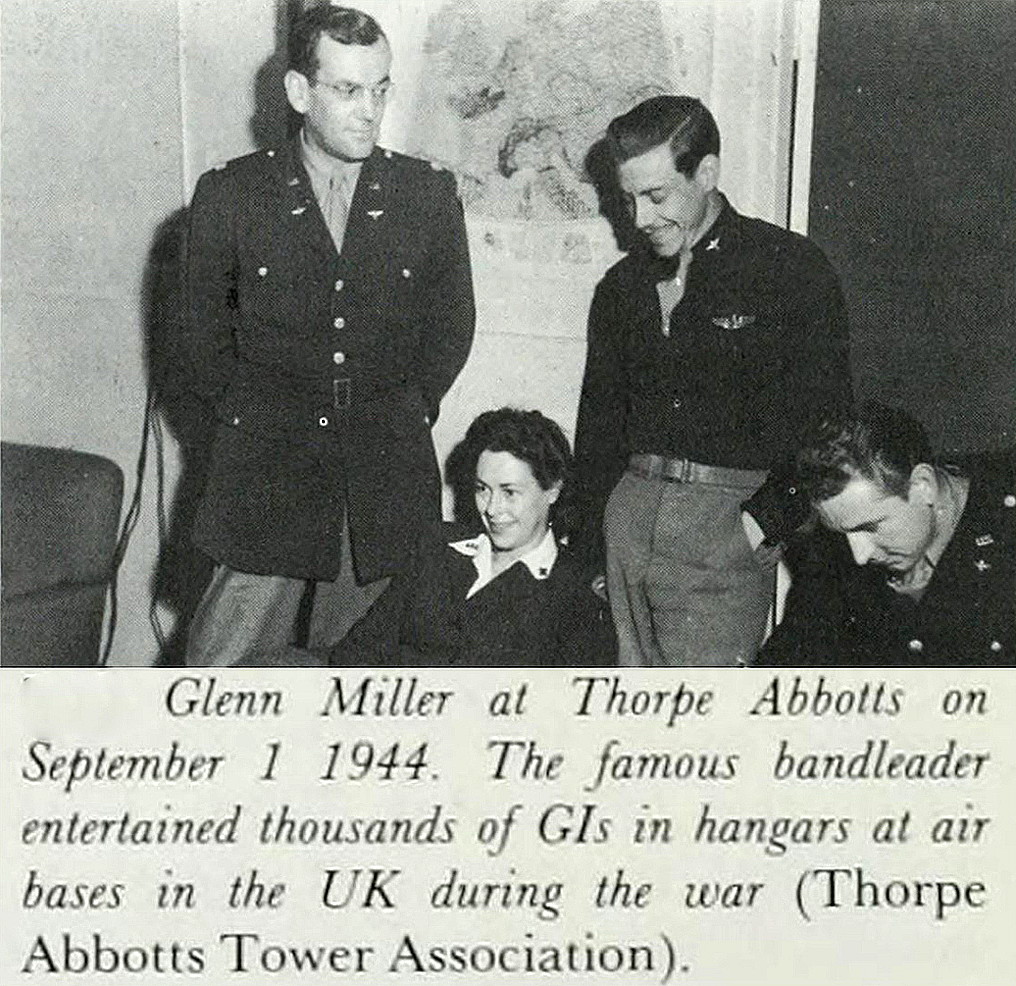 Glenn Miller at Thorpe Abbotts on
September 1 1944. The famous bandleader
entertained thousands of GIs in hangars at air
bases in the UK during the war (Thorpe
Abbotts Tower Association).